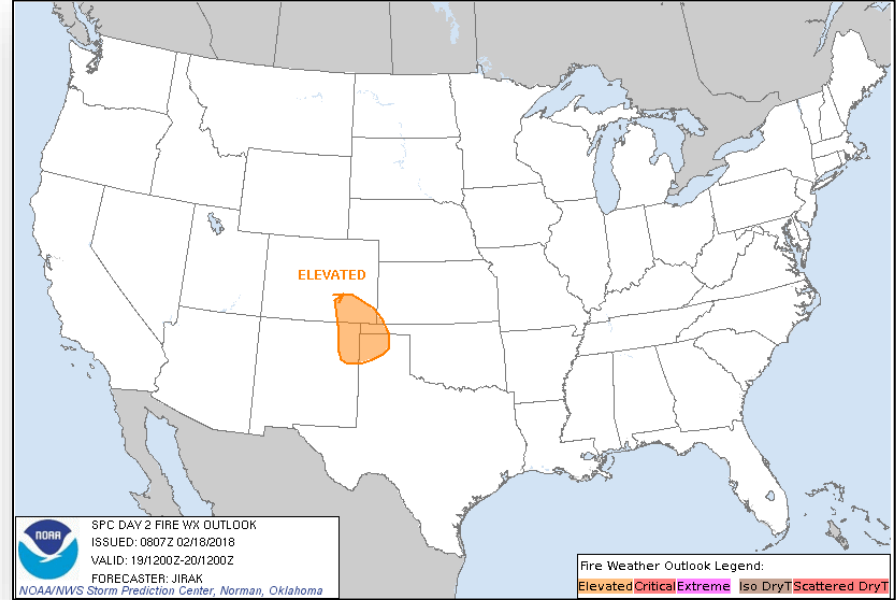 ELEVATED
NOAA
SPC DAY 2 FIRE WX OUTLOOK
ISSUED: 0807Z 02/18/2018
VALID: 19/1200Z-20/1200Z
FORECASTER: JIRAK
NOAA/NWS Storm Prediction Center, Norman, Oklahoma
Fire Weather Outlook Legend:
Elevated Critical Extreme Iso DryT Scattered DryT